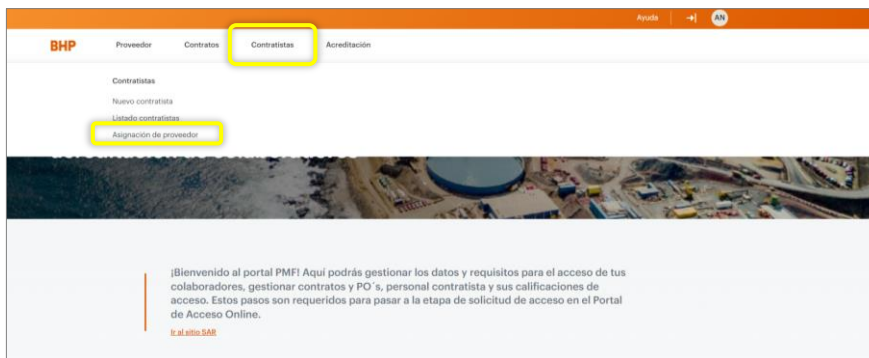 Ayuda
AN
BHP Proveedor Contratos Contratistas Acreditación
Contratistas
Nuevo contratista
Listado contratistas
Asignación de proveedor
¡Bienvenido al portal PMF! Aquí podrás gestionar los datos y requisitos para el acceso de tus
colaboradores, gestionar contratos y PO´s, personal contratista y sus calificaciones de
acceso. Estos pasos son requeridos para pasar a la etapa de solicitud de acceso en el Portal
de Acceso Online.
Ir al sitio SAR